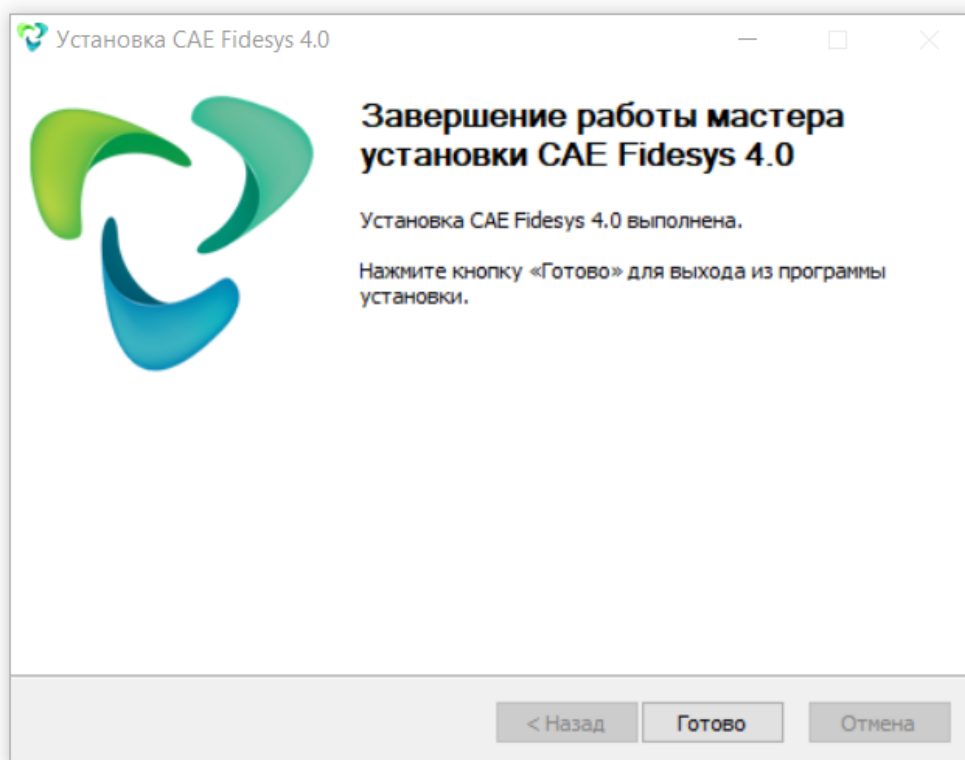 Установка CAE Fidesys 4.0
Завершение работы мастера
установки CAE Fidesys 4.0
Установка CAE Fidesys 4.0 выполнена.
Нажмите кнопку «Готово» для выхода из программы
установки.
< Назад
Готово
Отмена